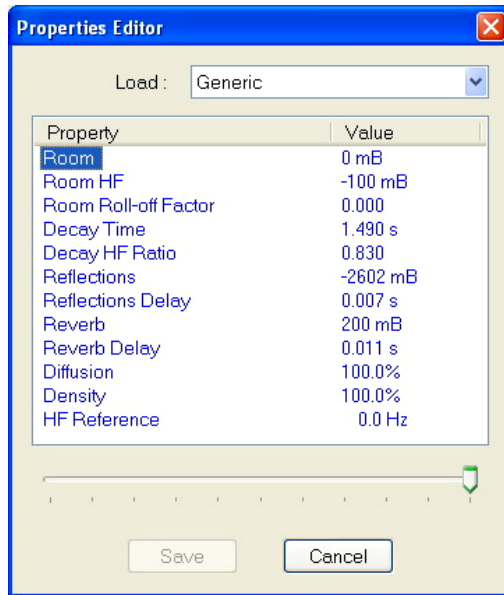 Properties Editor
Load : Generic
Property Value
Room 0 mB
Room HF -100 mB
Room Roll-off Factor 0.000
Decay Time 1.490 s
Decay HF Ratio 0.830
Reflections -2602 mB
Reflections Delay 0.007 s
Reverb 200 mB
Reverb Delay 0.011 s
Diffusion 100.0%
Density 100.0%
HF Reference 0.0 Hz
Save Cancel